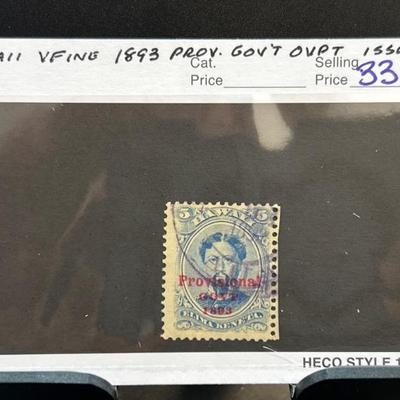 AII VFINE 1893 PROV. GOV'T OVPT ISSU
Cat. Selling
Price Price 33
5 HAWAII 5
Provisional
GOVT.
1893
ELIMA KENETA
HECO STYLE 1